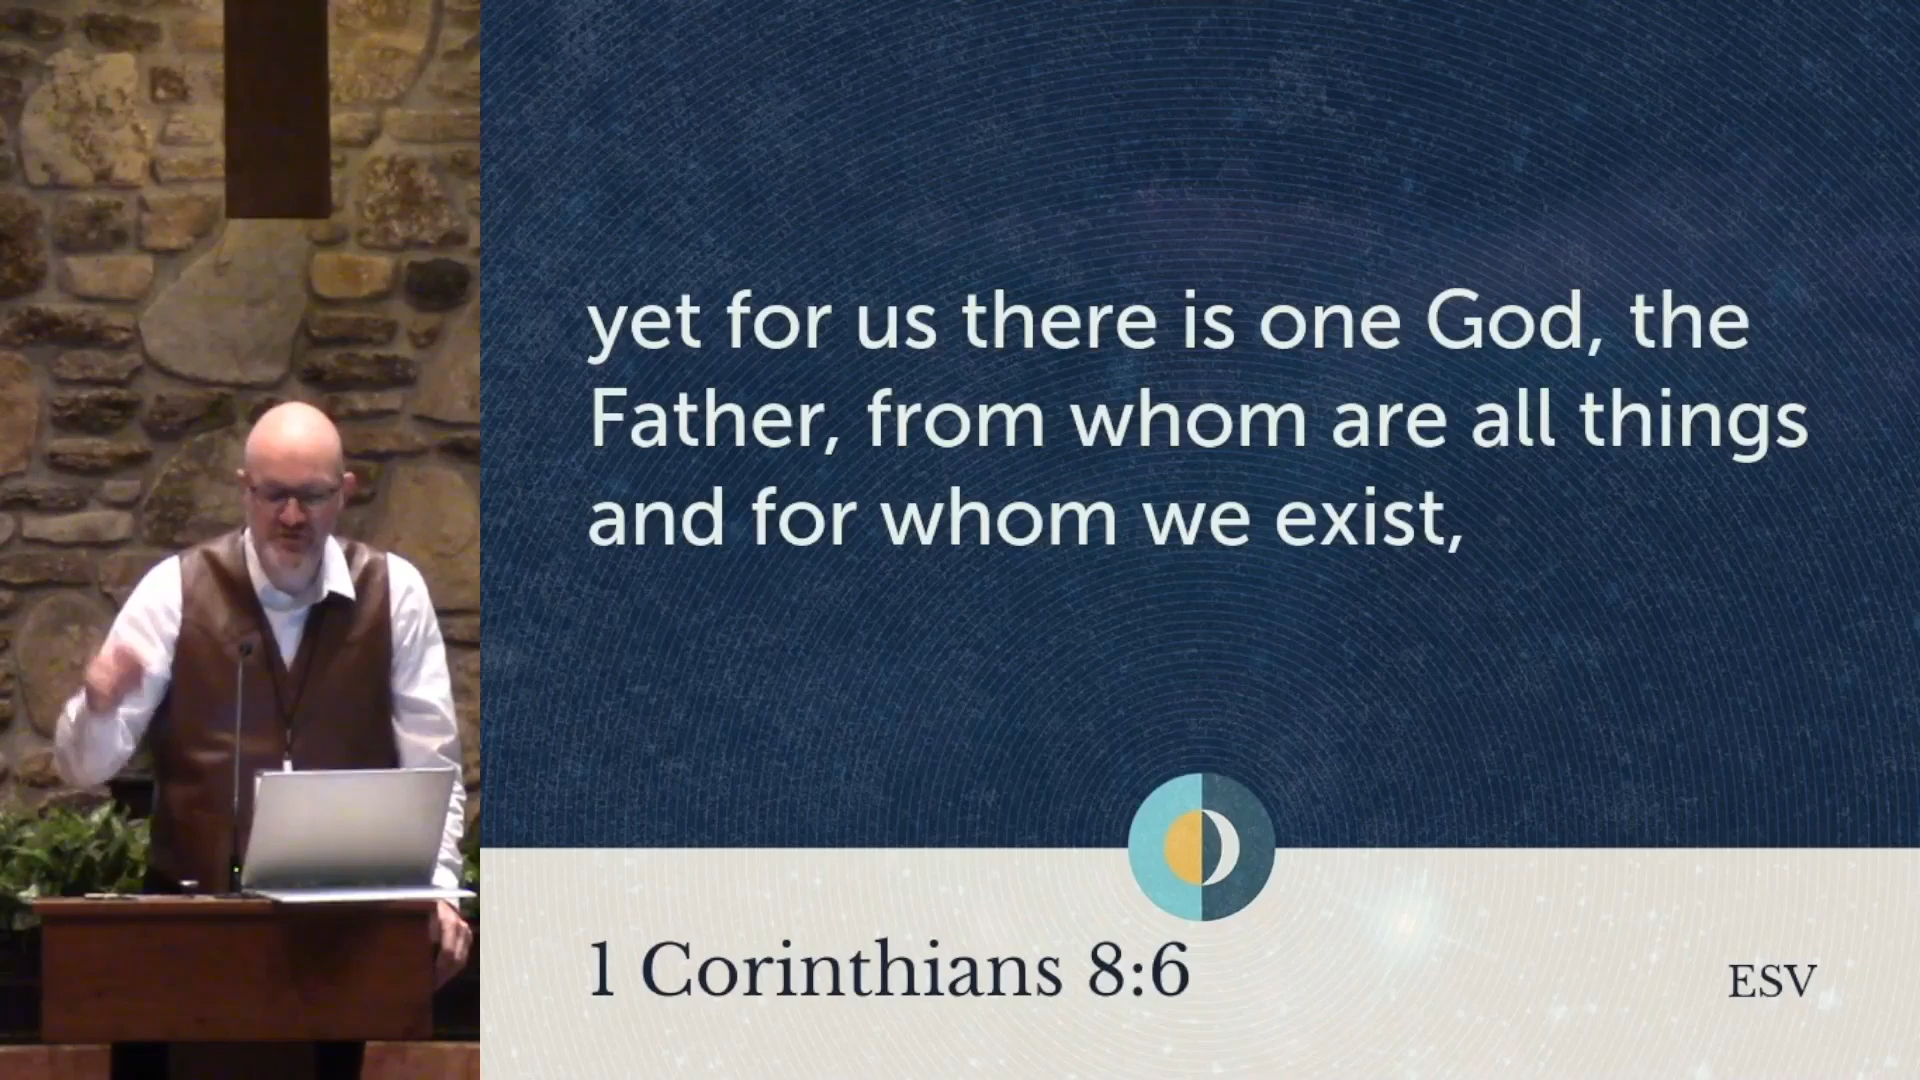 yet for us there is one God, the
Father, from whom are all things
and for whom we exist,
1 Corinthians 8:6
ESV